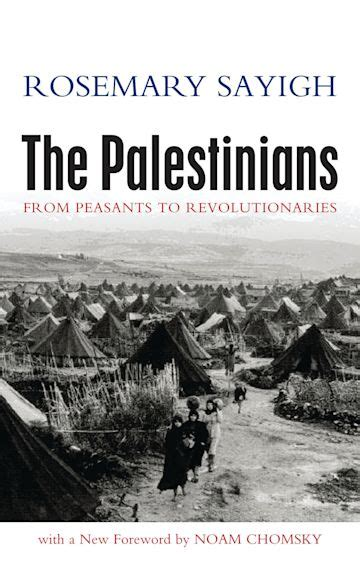 ROSEMARY SAYIGH
The Palestinians
FROM PEASANTS TO REVOLUTIONARIES
with a New Foreword by NOAM CHOMSKY